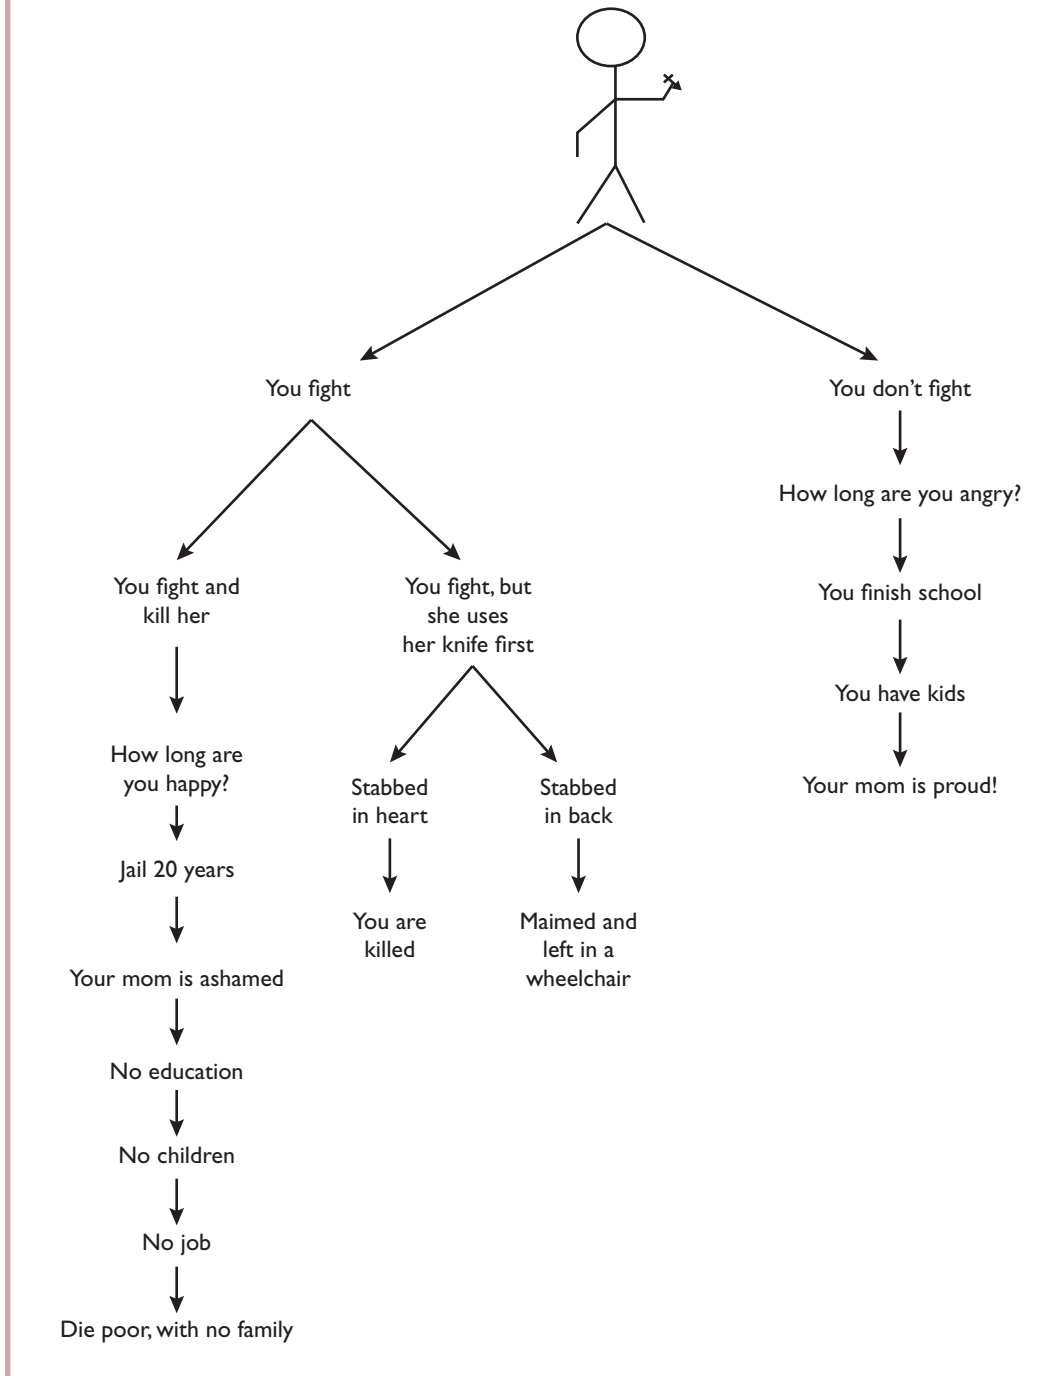 You fight
You don’t fight
How long are you angry?
You fight and
kill her
You fight, but
she uses
her knife first
You finish school
You have kids
How long are
you happy?
Stabbed
in heart
Stabbed
in back
Your mom is proud!
Jail 20 years
You are
killed
Maimed and
left in a
wheelchair
Your mom is ashamed
No education
No children
No job
Die poor, with no family